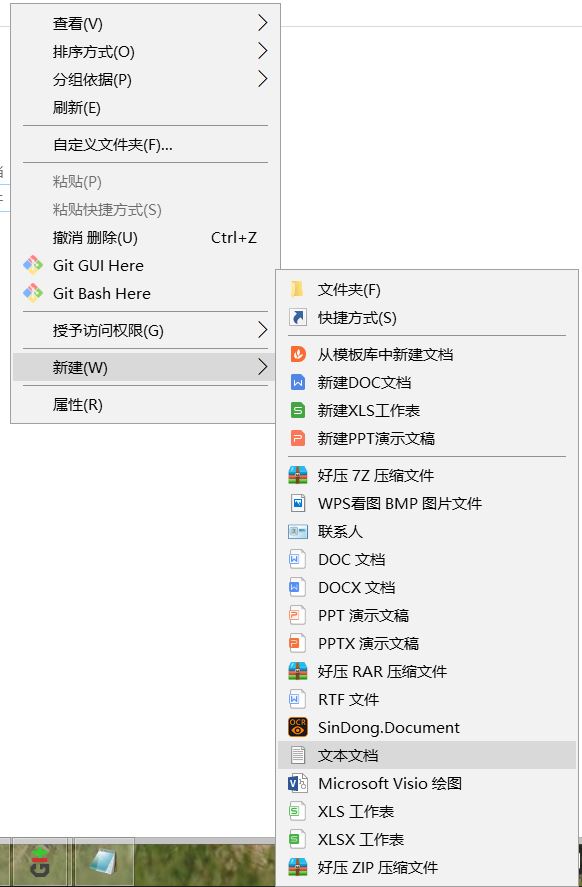 查看(V)
排序方式(O)
分组依据(P)
刷新(E)
自定义文件夹(F)...
粘贴(P)
粘贴快捷方式(S)
撤消 删除(U) Ctrl+Z
Git GUI Here
Git Bash Here
授予访问权限(G)
新建(W)
属性(R)
文件夹(F)
快捷方式(S)
从模板库中新建文档
新建DOC文档
新建XLS工作表
新建PPT演示文稿
好压 7Z 压缩文件
WPS看图 BMP 图片文件
联系人
DOC 文档
DOCX 文档
PPT 演示文稿
PPTX 演示文稿
好压 RAR 压缩文件
RTF 文件
OCR
SinDong.Document
文本文档
Microsoft Visio 绘图
XLS 工作表
XLSX 工作表
好压 ZIP 压缩文件